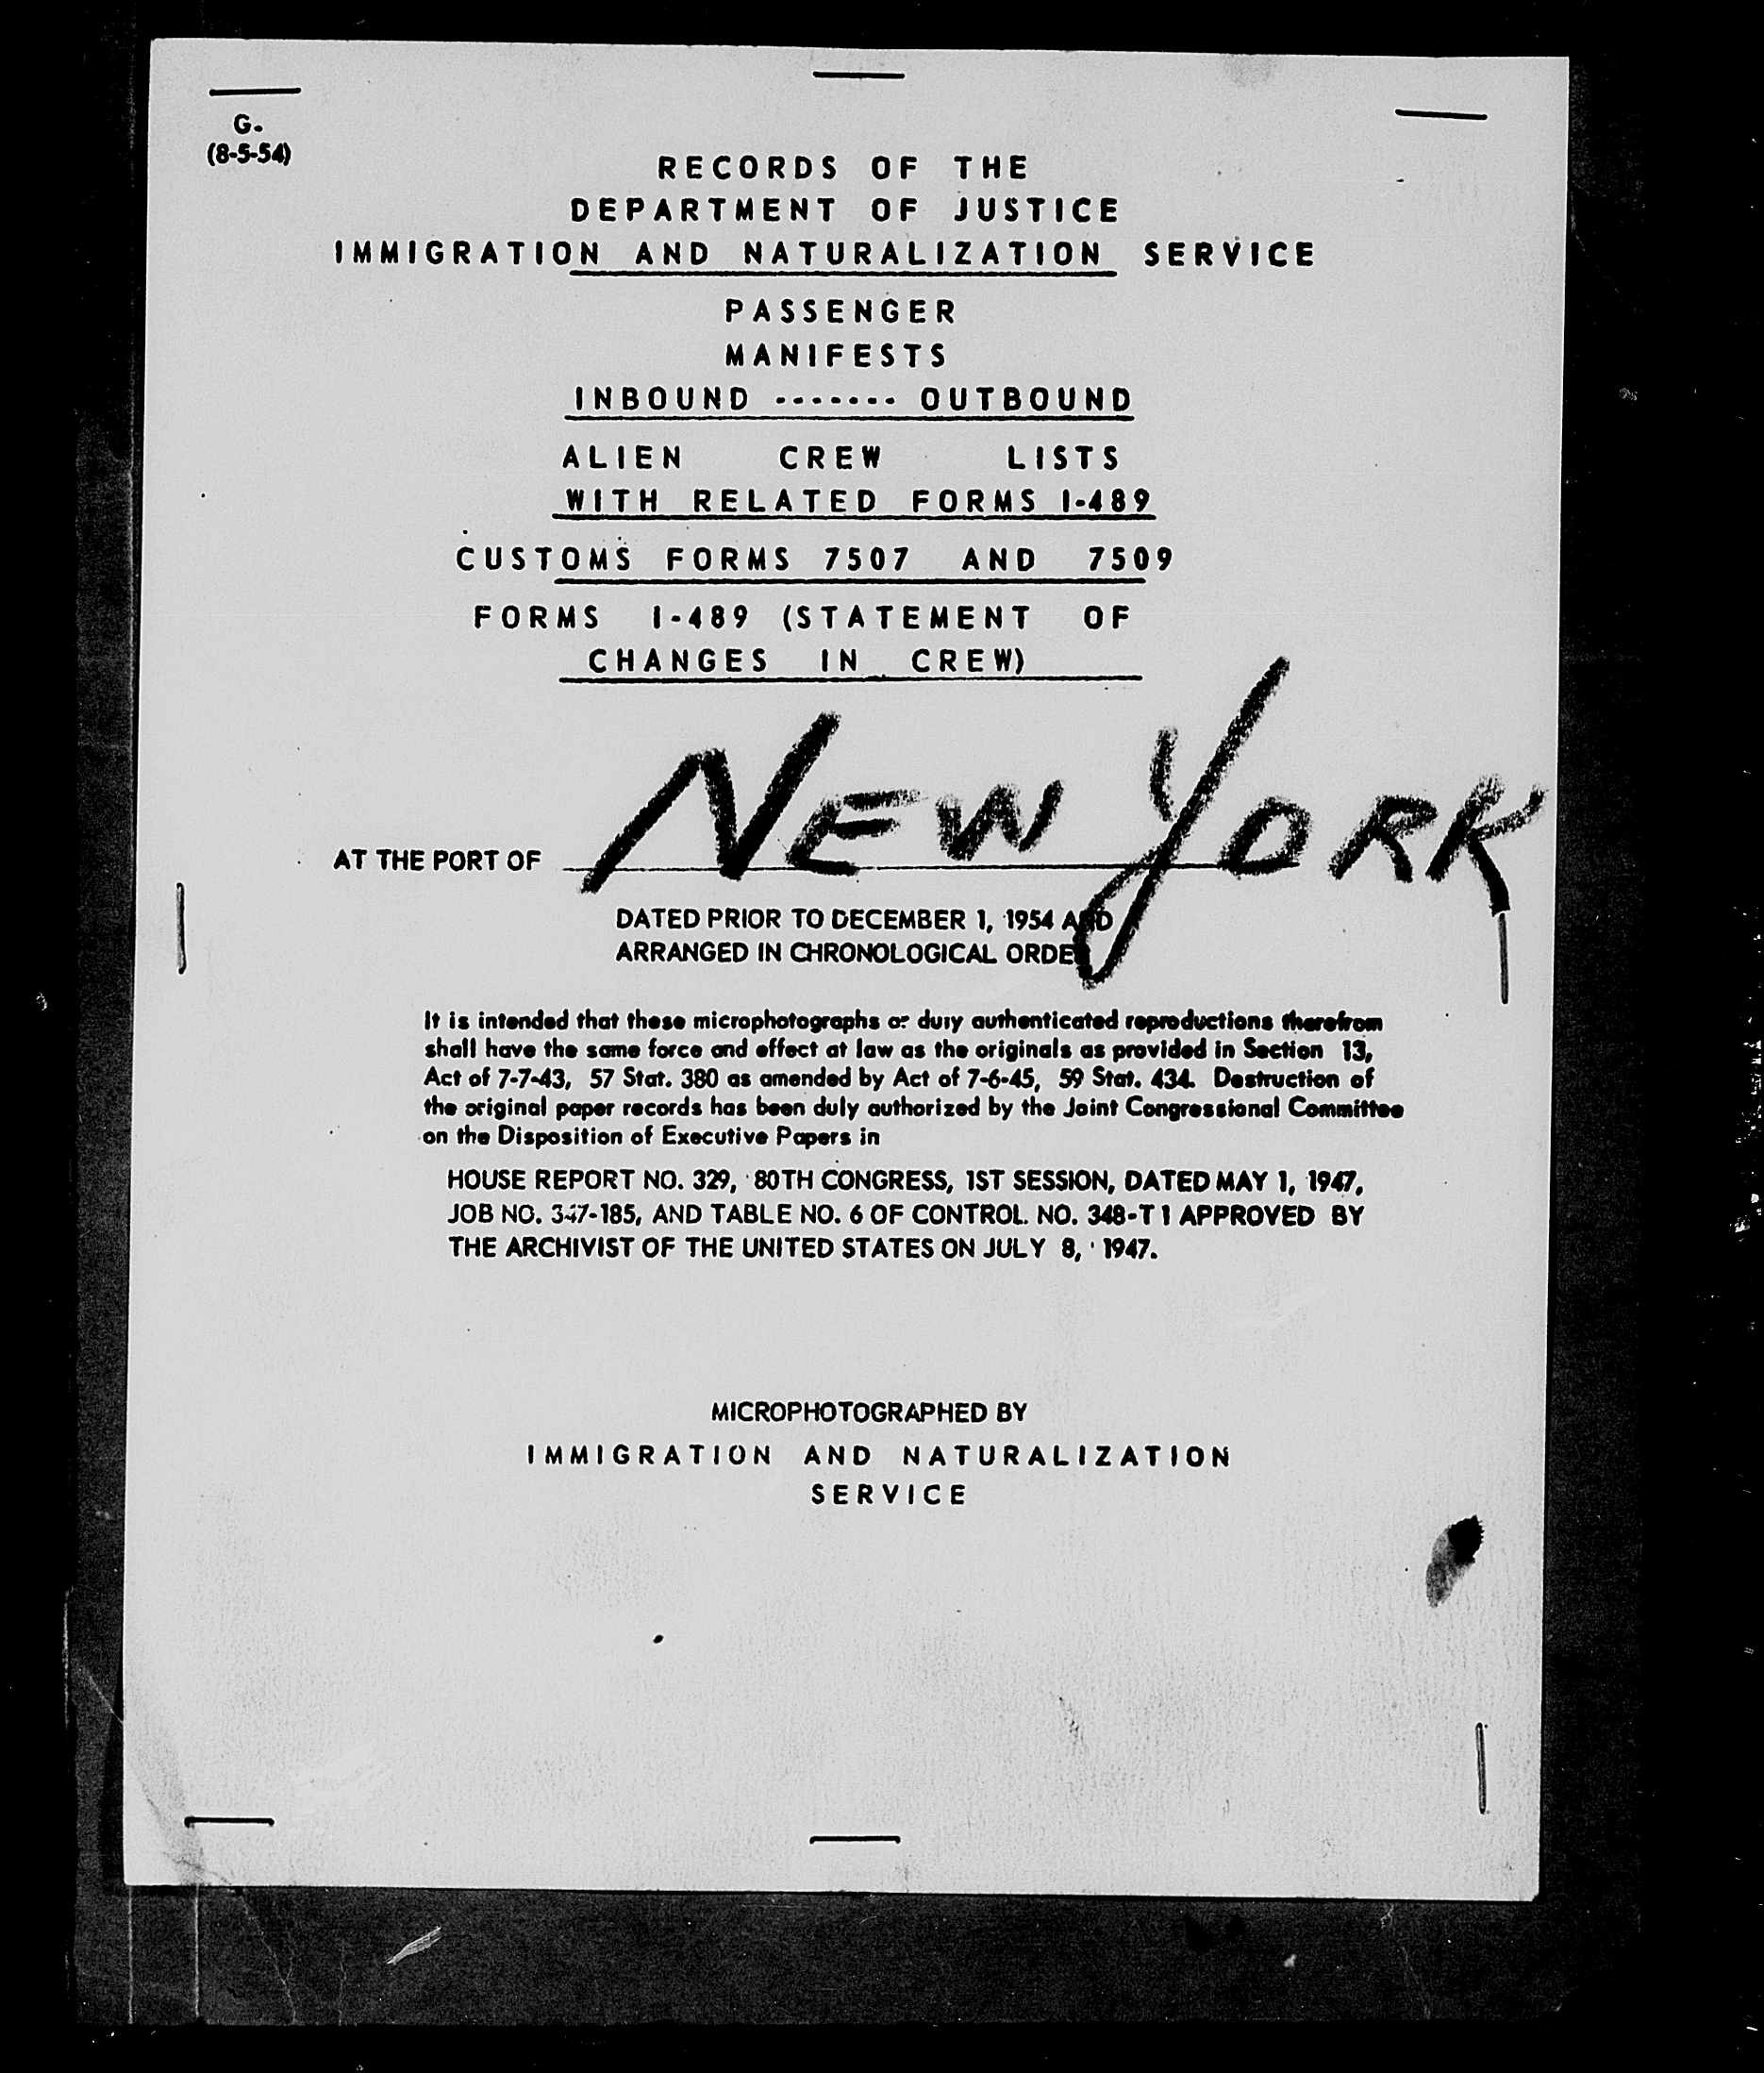 G.
(8-5-54)
RECORDS OF THE
DEPARTMENT OF JUSTICE
IMMIGRATION AND NATURALIZATION SERVICE
PASSENGER
MANIFESTS
INBOUND ------- OUTBOUND
ALIEN CREW LISTS
WITH RELATED FORMS I-489
CUSTOMS FORMS 7507 AND 7509
FORMS I-489 (STATEMENT OF
CHANGES IN CREW)
AT THE PORT OF NEW YORK
DATED PRIOR TO DECEMBER 1, 1954 AND
ARRANGED IN CHRONOLOGICAL ORDER
It is intended that these microphotographs or duly authenticated reproductions therefrom
shall have the same force and effect at law as the originals as provided in Section 13,
Act of 7-7-43, 57 Stat. 380 as amended by Act of 7-6-45, 59 Stat. 434. Destruction of
the original paper records has been duly authorized by the Joint Congressional Committee
on the Disposition of Executive Papers in
HOUSE REPORT NO. 329, 80TH CONGRESS, 1ST SESSION, DATED MAY 1, 1947,
JOB NO. 347-185, AND TABLE NO. 6 OF CONTROL NO. 348-T1 APPROVED BY
THE ARCHIVIST OF THE UNITED STATES ON JULY 8, 1947.
MICROPHOTOGRAPHED BY
IMMIGRATION AND NATURALIZATION
SERVICE